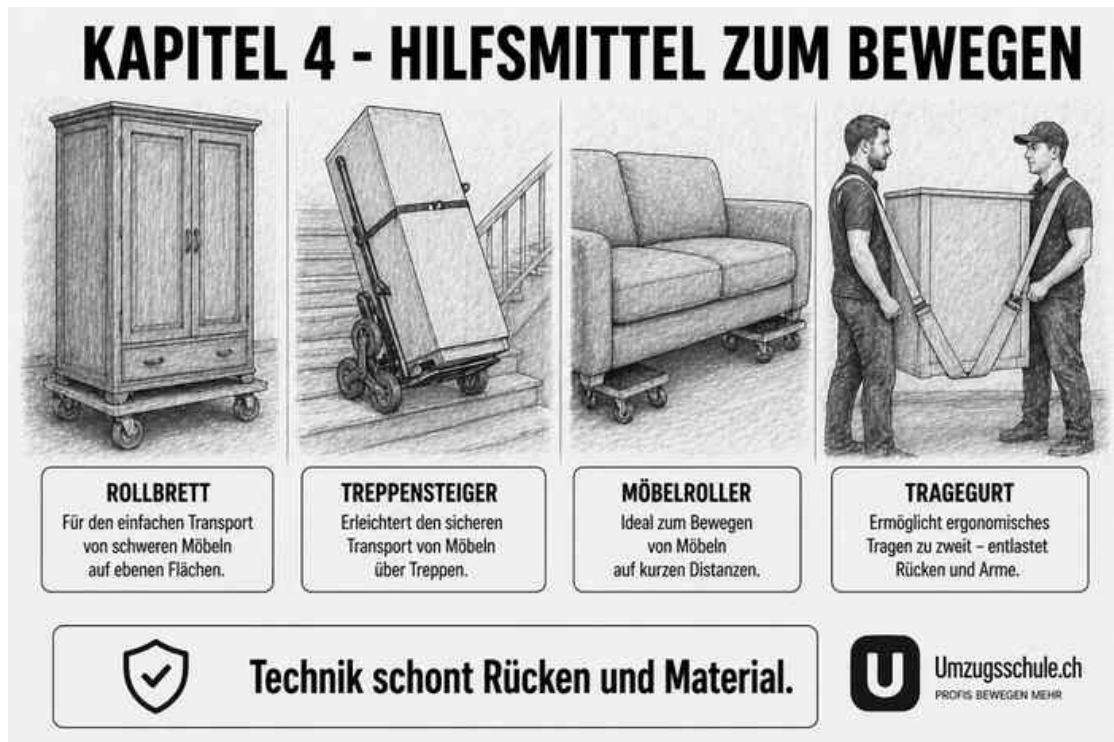 KAPITEL 4 - HILFSMITTEL ZUM BEWEGEN
ROLLBRETT
Für den einfachen Transport
von schweren Möbeln
auf ebenen Flächen.
TREPPENSTEIGER
Erleichtert den sicheren
Transport von Möbeln
über Treppen.
MÖBELROLLER
Ideal zum Bewegen
von Möbeln
auf kurzen Distanzen.
TRAGEGURT
Ermöglicht ergonomisches
Tragen zu zweit – entlastet
Rücken und Arme.
Technik schont Rücken und Material.
U
Umzugsschule.ch
PROFIS BEWEGEN MEHR